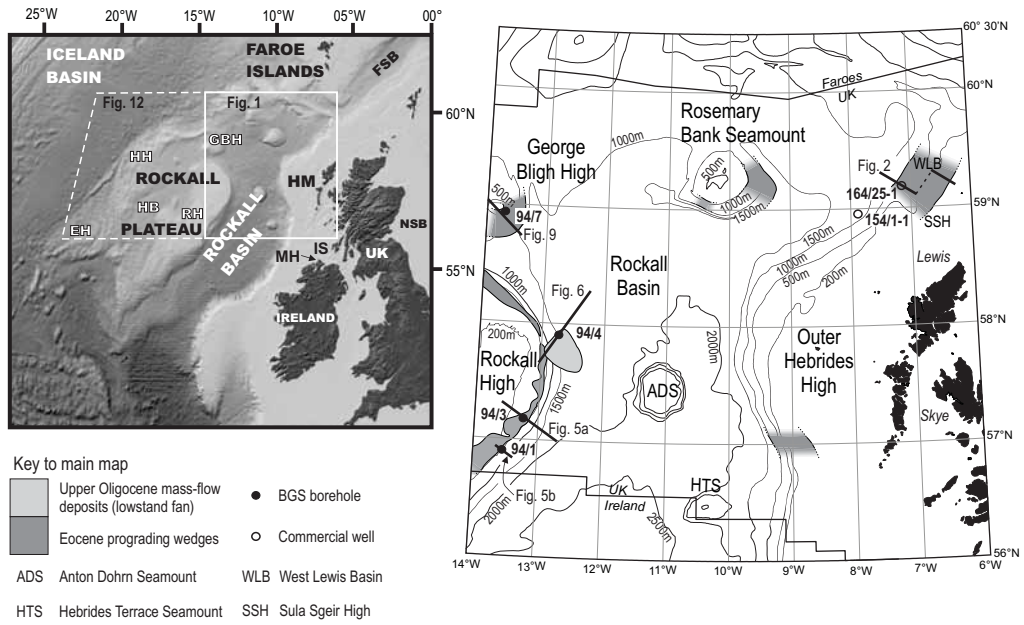 25°W 20°W 15°W 10°W 05°W 00°
ICELAND
BASIN
FAROE
ISLANDS
FSB
Fig. 12
Fig. 1
60°N
GBH
HH
ROCKALL
HM
HB
RH
PLATEAU
EH
ROCKALL
BASIN
NSB
MH
IS
UK
55°N
IRELAND
Key to main map
Upper Oligocene mass-flow
deposits (lowstand fan)
BGS borehole
Eocene prograding wedges
Commercial well
ADS Anton Dohrn Seamount
WLB West Lewis Basin
HTS Hebrides Terrace Seamount
SSH Sula Sgeir High
60° 30'N
Faroes
UK
60°N
Rosemary
Bank Seamount
1000m
George
Bligh High
500m
Fig. 2
WLB
164/25-1
500m
94/7
1000m
1500m
59°N
154/1-1
SSH
Fig. 9
1500m
1000m
500m
200m
Lewis
Rockall
Basin
1000m
Fig. 6
58°N
200m
94/4
2000m
Outer
Hebrides
High
Rockall
High
ADS
1500m
94/3
Skye
Fig. 5a
57°N
94/1
HTS
UK
Ireland
Fig. 5b
2000m
2500m
56°N
14°W 13°W 12°W 11°W 10°W 9°W 8°W 7°W 6°W